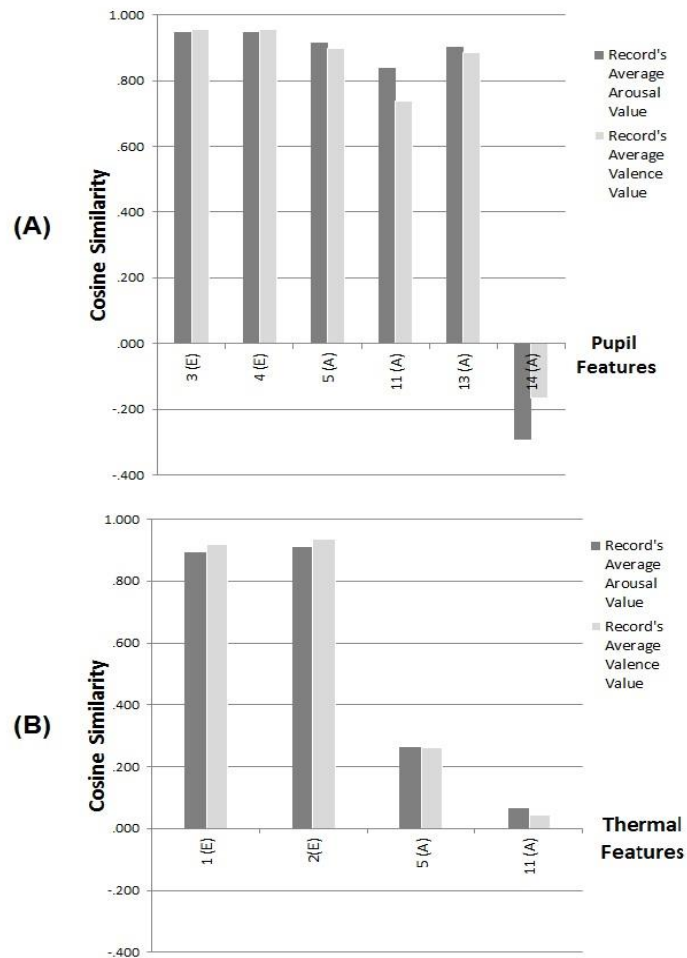 (A)
Cosine Similarity
1.000
.800
.600
.400
.200
.000
-.200
-.400
3 (E)
4 (E)
5 (A)
11 (A)
13 (A)
14 (A)
Pupil
Features
Record's
Average
Arousal
Value
Record's
Average
Valence
Value
(B)
Cosine Similarity
1.000
.800
.600
.400
.200
.000
-.200
-.400
1 (E)
2(E)
5 (A)
11 (A)
Thermal
Features
Record's
Average
Arousal
Value
Record's
Average
Valence
Value